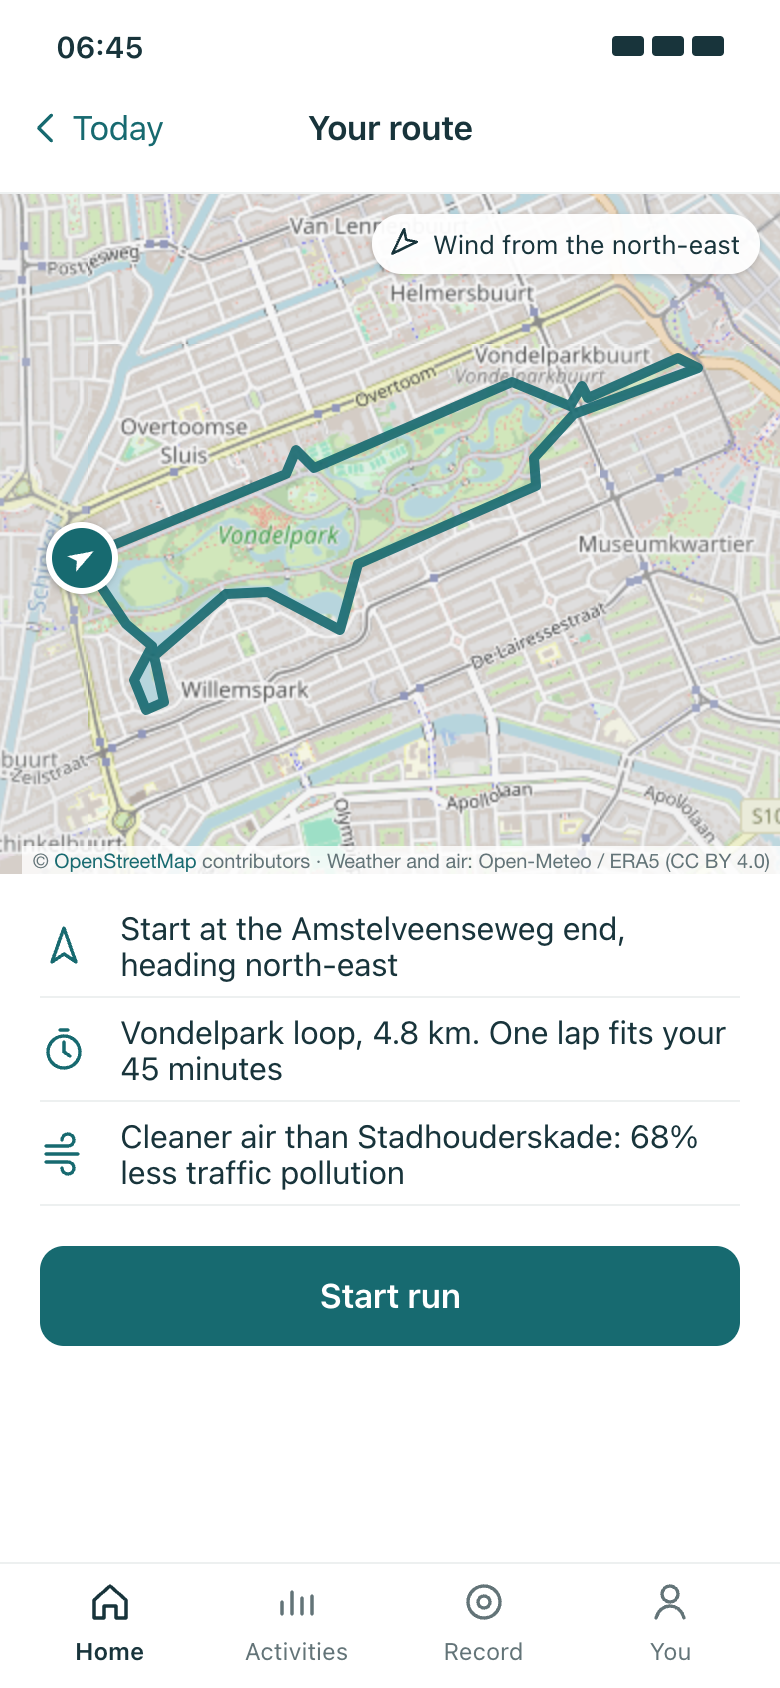 06:45
Today
Your route
Van Lenn
Wind from the north-east
Postjesweg
Helmersbuurt
Vondelparkbuurt
Vondelparkbuurt
Overtoom
Overtoomse
Sluis
Vondelpark
Museumkwartier
Schinkel
De Lairessestraat
Willemspark
buurt
Zeilstraat
Apollolaan
Apollolaan
Olymp
S10
hinkelbuurt
© OpenStreetMap contributors · Weather and air: Open-Meteo / ERA5 (CC BY 4.0)
Start at the Amstelveenseweg end,
heading north-east
Vondelpark loop, 4.8 km. One lap fits your
45 minutes
Cleaner air than Stadhouderskade: 68%
less traffic pollution
Start run
Home
Activities
Record
You